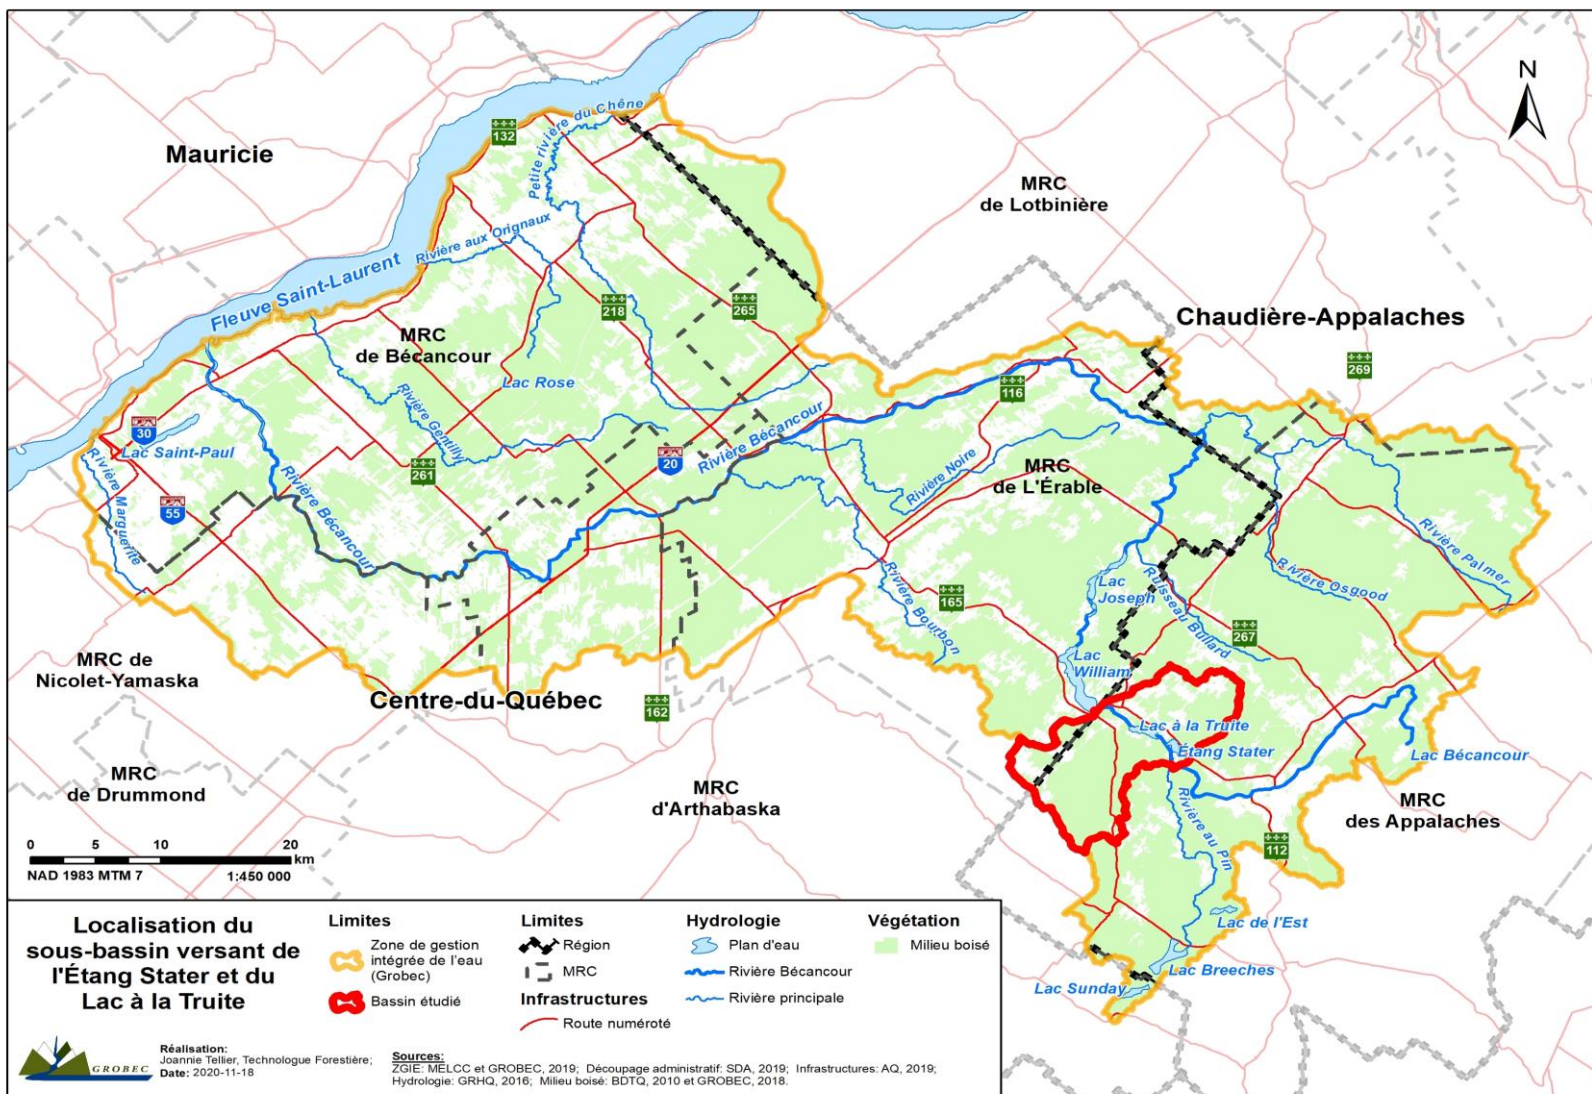 N
Mauricie
132
Petite rivière du Chêne
MRC
de Lotbinière
Rivière aux Orignaux
Fleuve Saint-Laurent
218
265
Chaudière-Appalaches
MRC
de Bécancour
Lac Rose
269
116
Rivière Gentilly
Rivière Bécancour
30
Lac Saint-Paul
Rivière Marguerite
55
261
20
Rivière Bécancour
Rivière Noire
MRC
de L'Érable
Rivière Palmer
Rivière Osgood
Rivière Bourbon
165
Lac
Joseph
Ruisseau Bullard
267
MRC de
Nicolet-Yamaska
Lac
William
Centre-du-Québec
162
Lac à la Truite
Étang Stater
Lac Bécancour
MRC
de Drummond
MRC
d'Arthabaska
Rivière au Pin
MRC
des Appalaches
112
0 5 10 20
km
NAD 1983 MTM 7 1:450 000
Lac de l'Est
Lac Breeches
Lac Sunday
Localisation du
sous-bassin versant de
l'Étang Stater et du
Lac à la Truite
Limites
Zone de gestion
intégrée de l'eau
(Grobec)
Bassin étudié
Limites
Région
MRC
Infrastructures
Route numéroté
Hydrologie
Plan d'eau
Rivière Bécancour
Rivière principale
Végétation
Milieu boisé
GROBEC
Réalisation:
Joannie Tellier, Technologue Forestière;
Date: 2020-11-18
Sources:
ZGIE: MELCC et GROBEC, 2019; Découpage administratif: SDA, 2019; Infrastructures: AQ, 2019;
Hydrologie: GRHQ, 2016; Milieu boisé: BDTQ, 2010 et GROBEC, 2018.